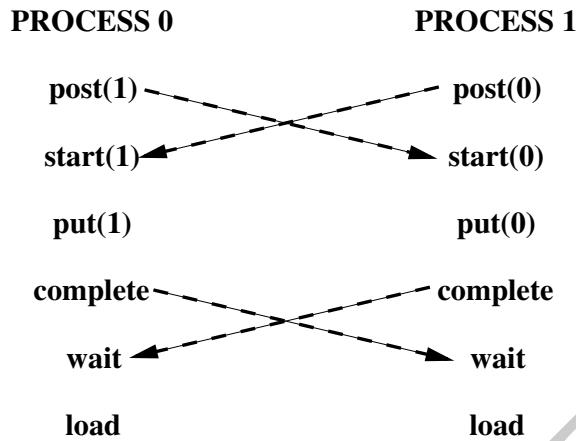 PROCESS 0 PROCESS 1
post(1) post(0)
start(1) start(0)
put(1) put(0)
complete complete
wait wait
load load